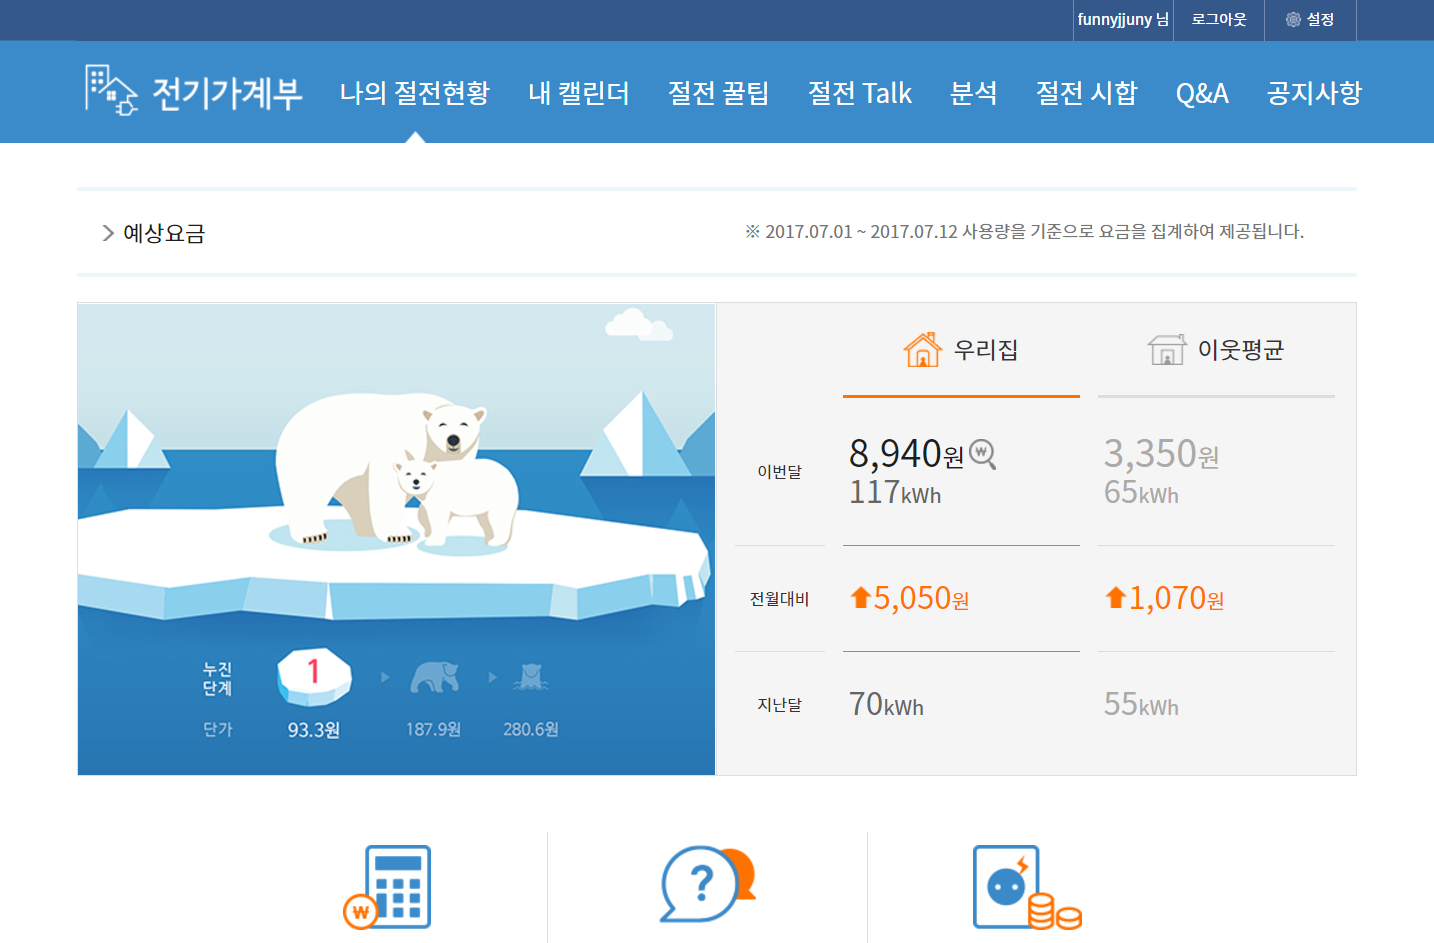 funnyjjuny 님 로그아웃 설정
전기가계부 나의 절전현황 내 캘린더 절전 꿀팁 절전 Talk 분석 절전 시합 Q&A 공지사항
예상요금 ※ 2017.07.01 ~ 2017.07.12 사용량을 기준으로 요금을 집계하여 제공됩니다.
우리집 이웃평균
이번달 8,940원 ₩ 3,350원
117kWh 65kWh
전월대비 5,050원 1,070원
지난달 70kWh 55kWh
누진
단계 1
단가 93.3원 187.9원 280.6원
₩ ?